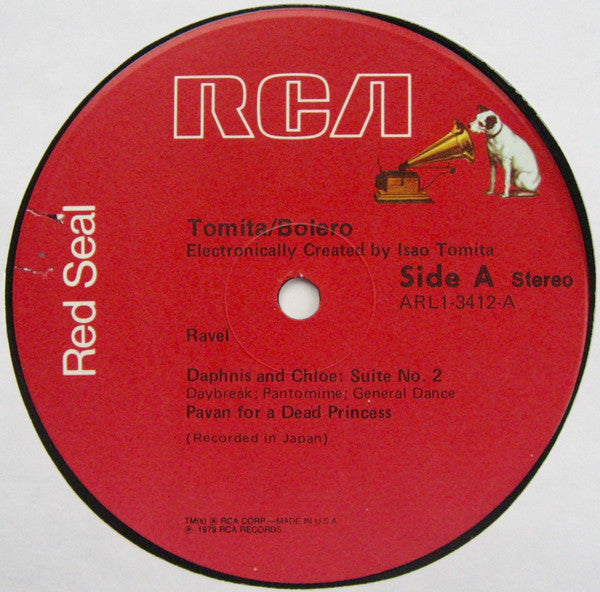 RCA
Red Seal
Tomita/Bolero
Electronically Created by Isao Tomita
Side A Stereo
ARL1-3412-A
Ravel
Daphnis and Chloe: Suite No. 2
Daybreak; Pantomime; General Dance
Pavan for a Dead Princess
(Recorded in Japan)
TM(s) ® RCA CORP.—MADE IN U.S.A.
℗ 1979 RCA RECORDS